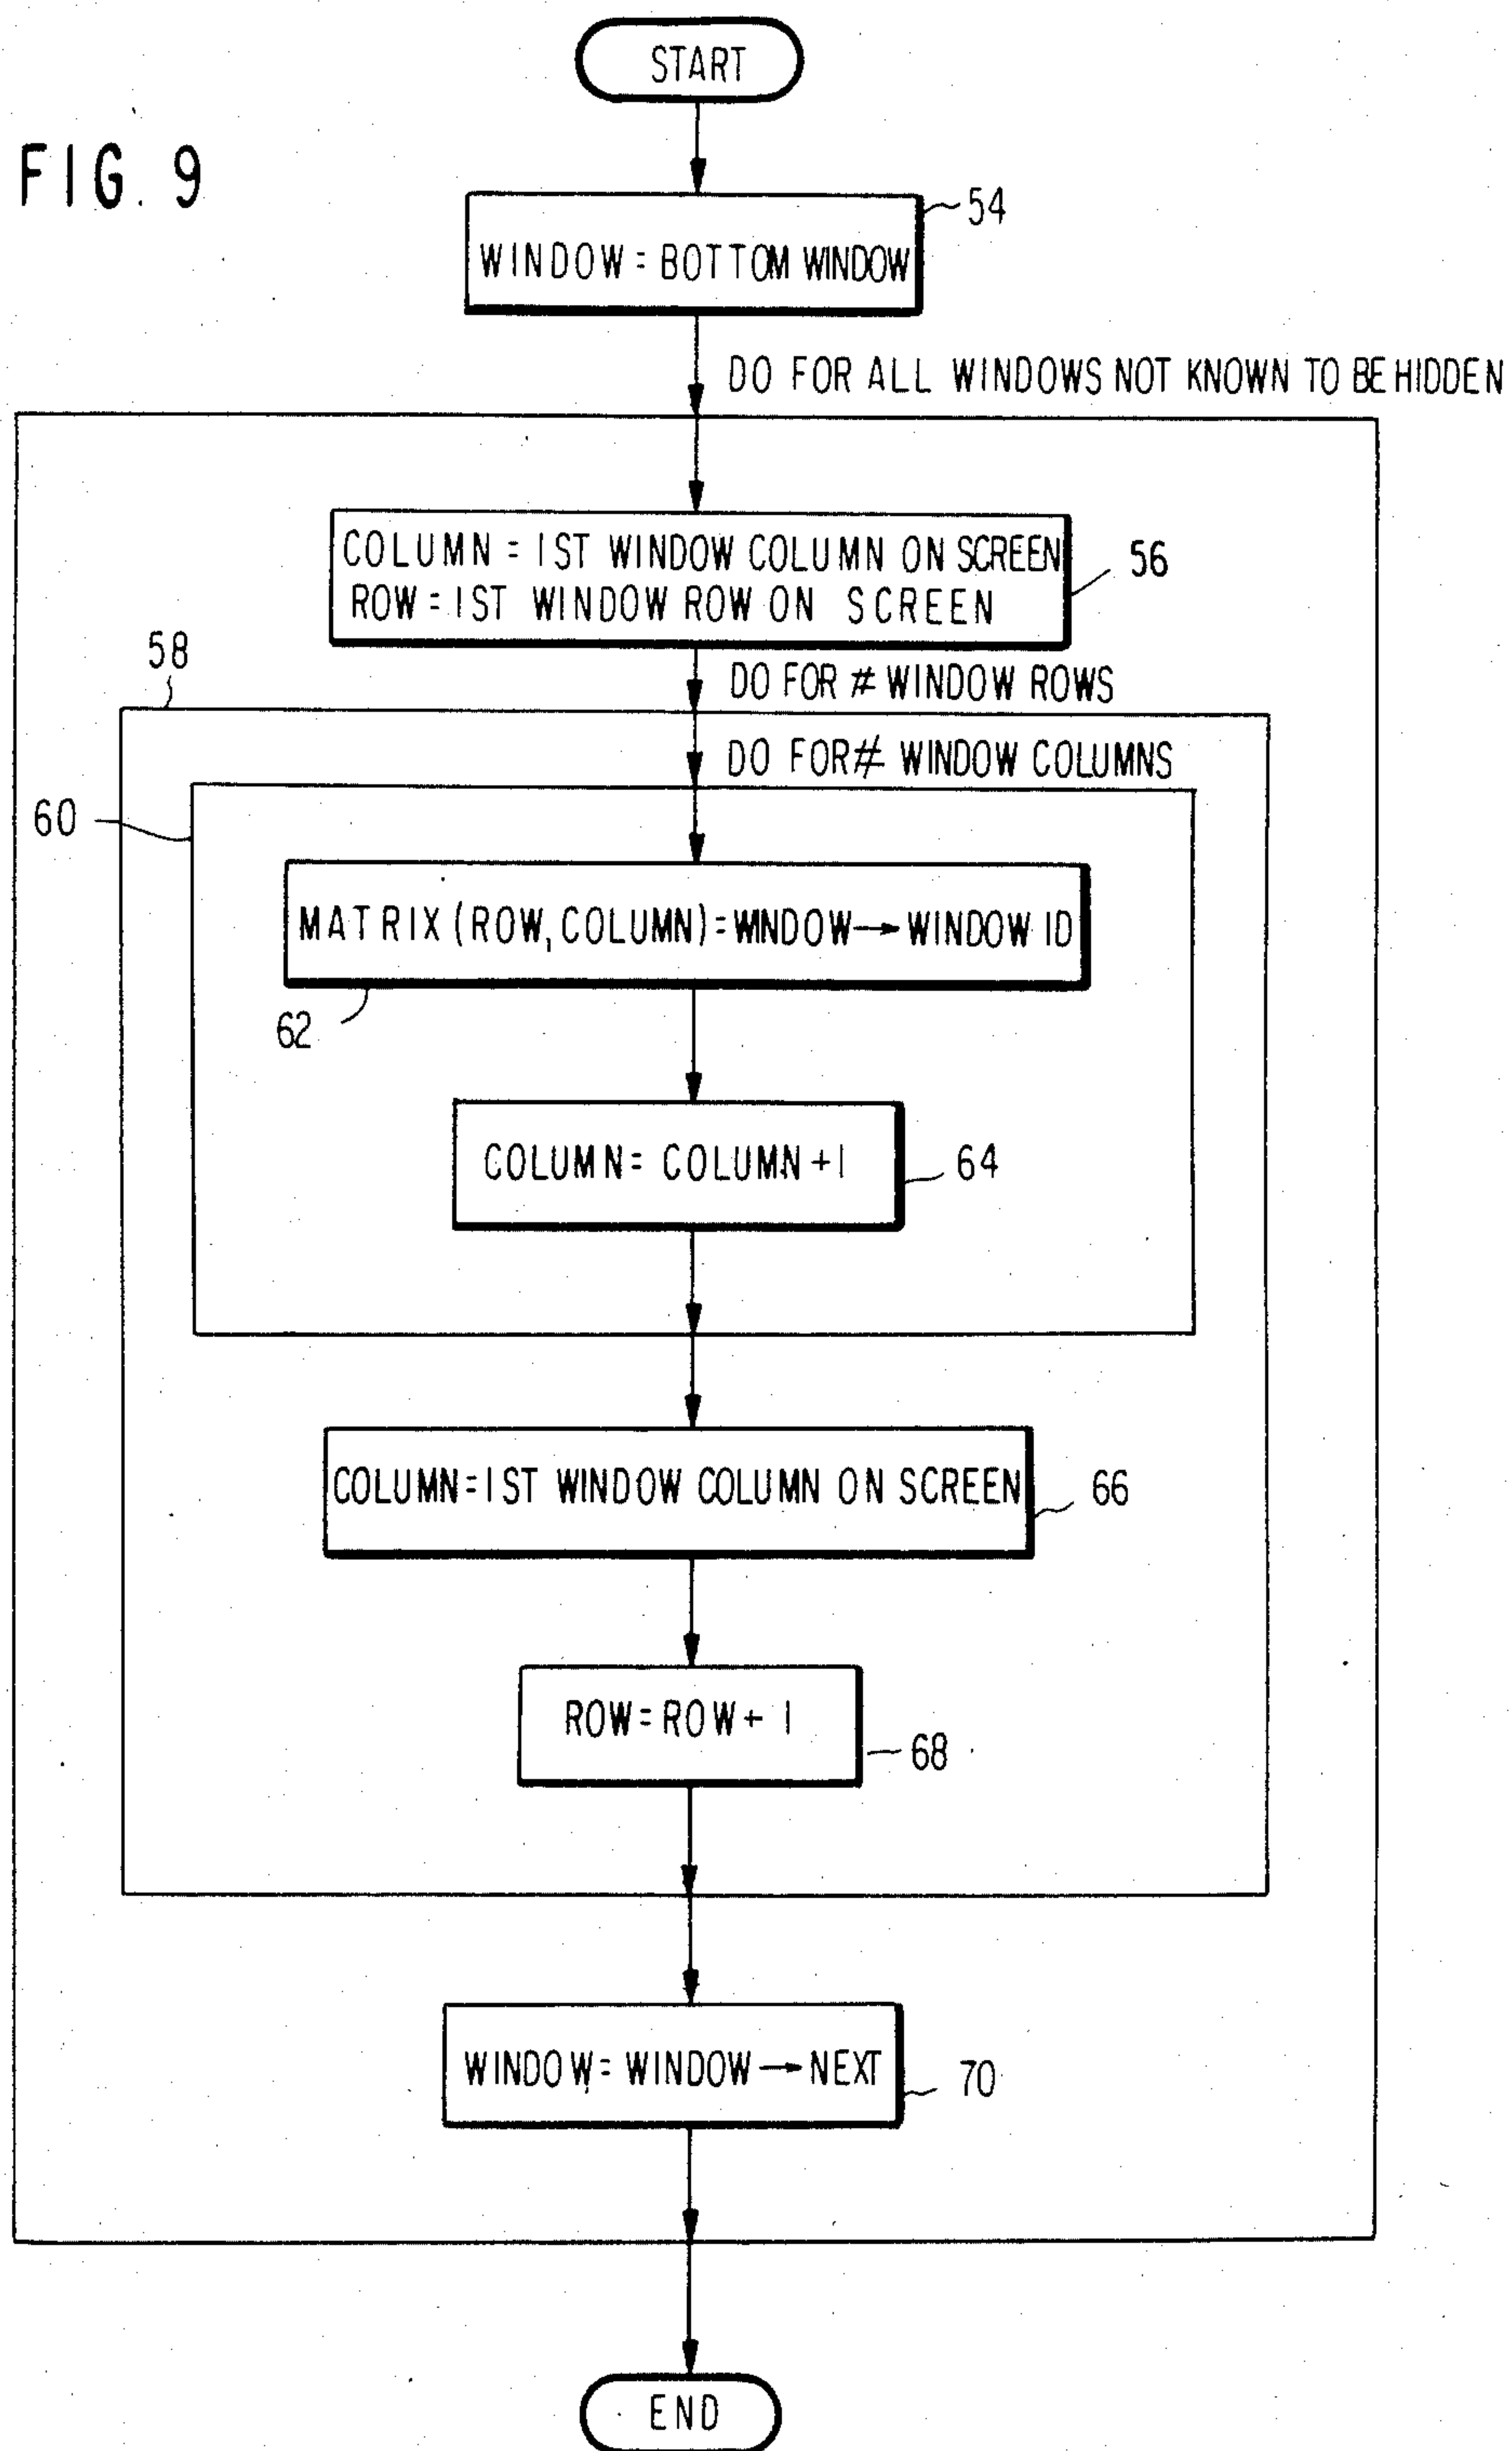 START
FIG. 9
54
WINDOW = BOTTOM WINDOW
DO FOR ALL WINDOWS NOT KNOWN TO BE HIDDEN
COLUMN = 1ST WINDOW COLUMN ON SCREEN
ROW = 1ST WINDOW ROW ON SCREEN
56
58
DO FOR # WINDOW ROWS
DO FOR # WINDOW COLUMNS
60
MATRIX (ROW, COLUMN) = WINDOW → WINDOW ID
62
COLUMN = COLUMN + 1
64
COLUMN = 1ST WINDOW COLUMN ON SCREEN
66
ROW = ROW + 1
68
WINDOW = WINDOW → NEXT
70
END